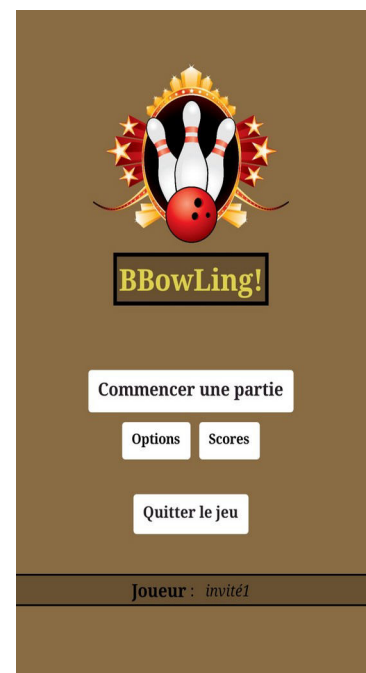 BBowLing!
Commencer une partie
Options Scores
Quitter le jeu
Joueur : invité1